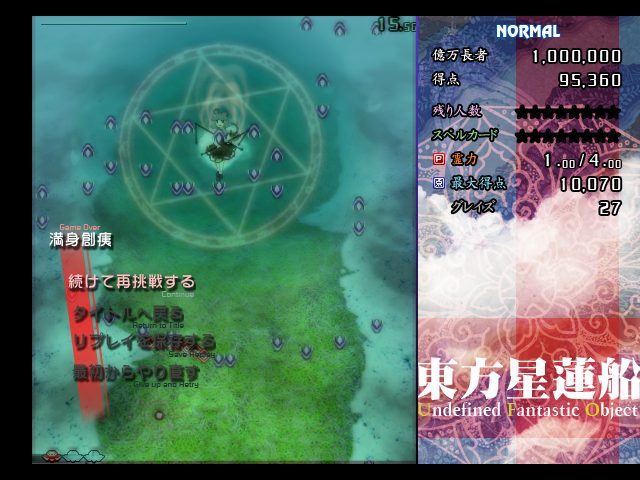 15.56
NORMAL
億万長者 1,000,000
得点 95,360
残り人数
スペルカード
P 霊力 1.00/4.00
点 最大得点 10,070
グレイズ 27
Game Over
満身創痍
続けて再挑戦する
Continue
タイトルへ戻る
Return to Title
リプレイを保存する
Save Replay
最初からやり直す
Give up and Retry
東方星蓮船
Undefined Fantastic Object